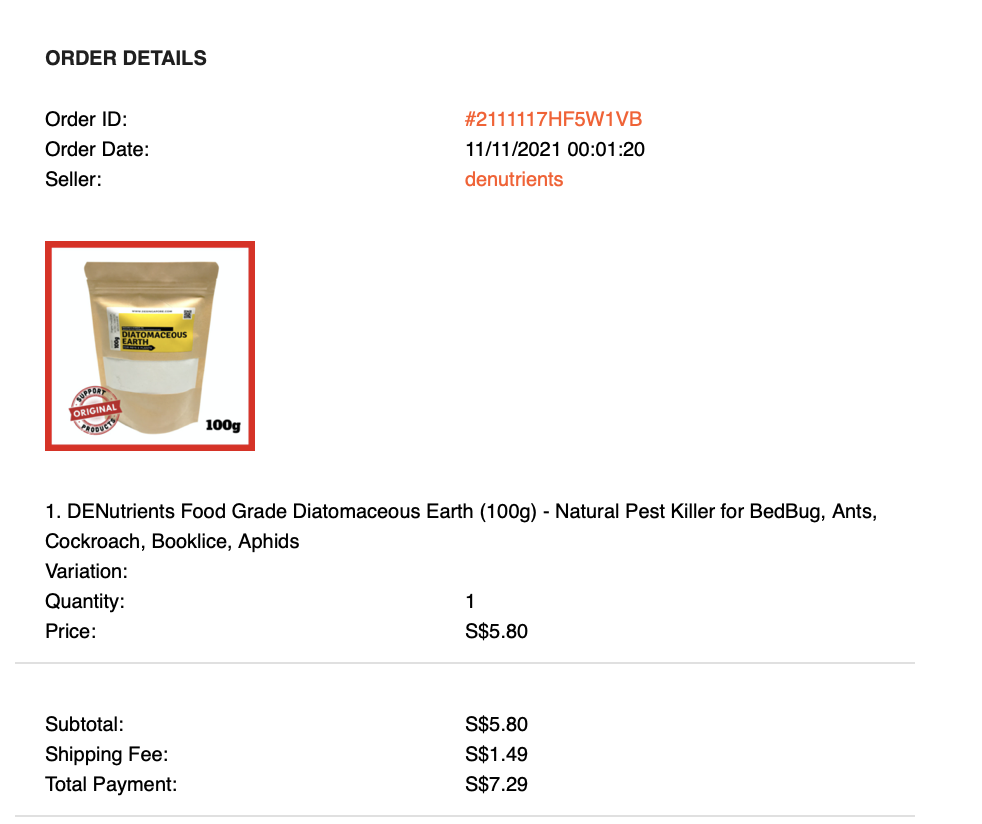 ORDER DETAILS
Order ID: #2111117HF5W1VB
Order Date: 11/11/2021 00:01:20
Seller: denutrients
DIATOMACEOUS
EARTH
100g
SUPPORT
ORIGINAL
PRODUCTS
100g
1. DENutrients Food Grade Diatomaceous Earth (100g) - Natural Pest Killer for BedBug, Ants,
Cockroach, Booklice, Aphids
Variation:
Quantity: 1
Price: S$5.80
Subtotal: S$5.80
Shipping Fee: S$1.49
Total Payment: S$7.29